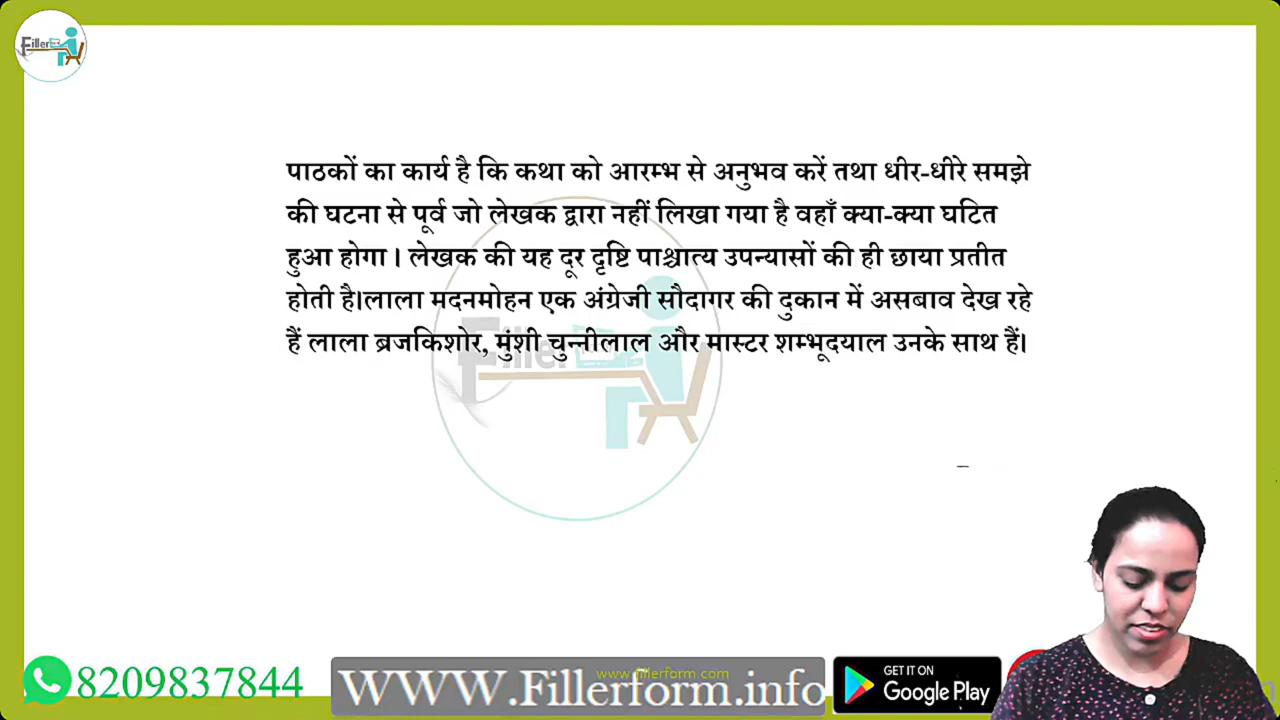 Filler
पाठकों का कार्य है कि कथा को आरम्भ से अनुभव करें तथा धीर-धीरे समझे
की घटना से पूर्व जो लेखक द्वारा नहीं लिखा गया है वहाँ क्या-क्या घटित
हुआ होगा। लेखक की यह दूर दृष्टि पाश्चात्य उपन्यासों की ही छाया प्रतीत
होती है।लाला मदनमोहन एक अंग्रेजी सौदागर की दुकान में असबाव देख रहे
हैं लाला ब्रजकिशोर, मुंशी चुन्नीलाल और मास्टर शम्भूदयाल उनके साथ हैं।
Filler
8209837844
www.fillerform.com
WWW.Fillerform.info
GET IT ON
Google Play